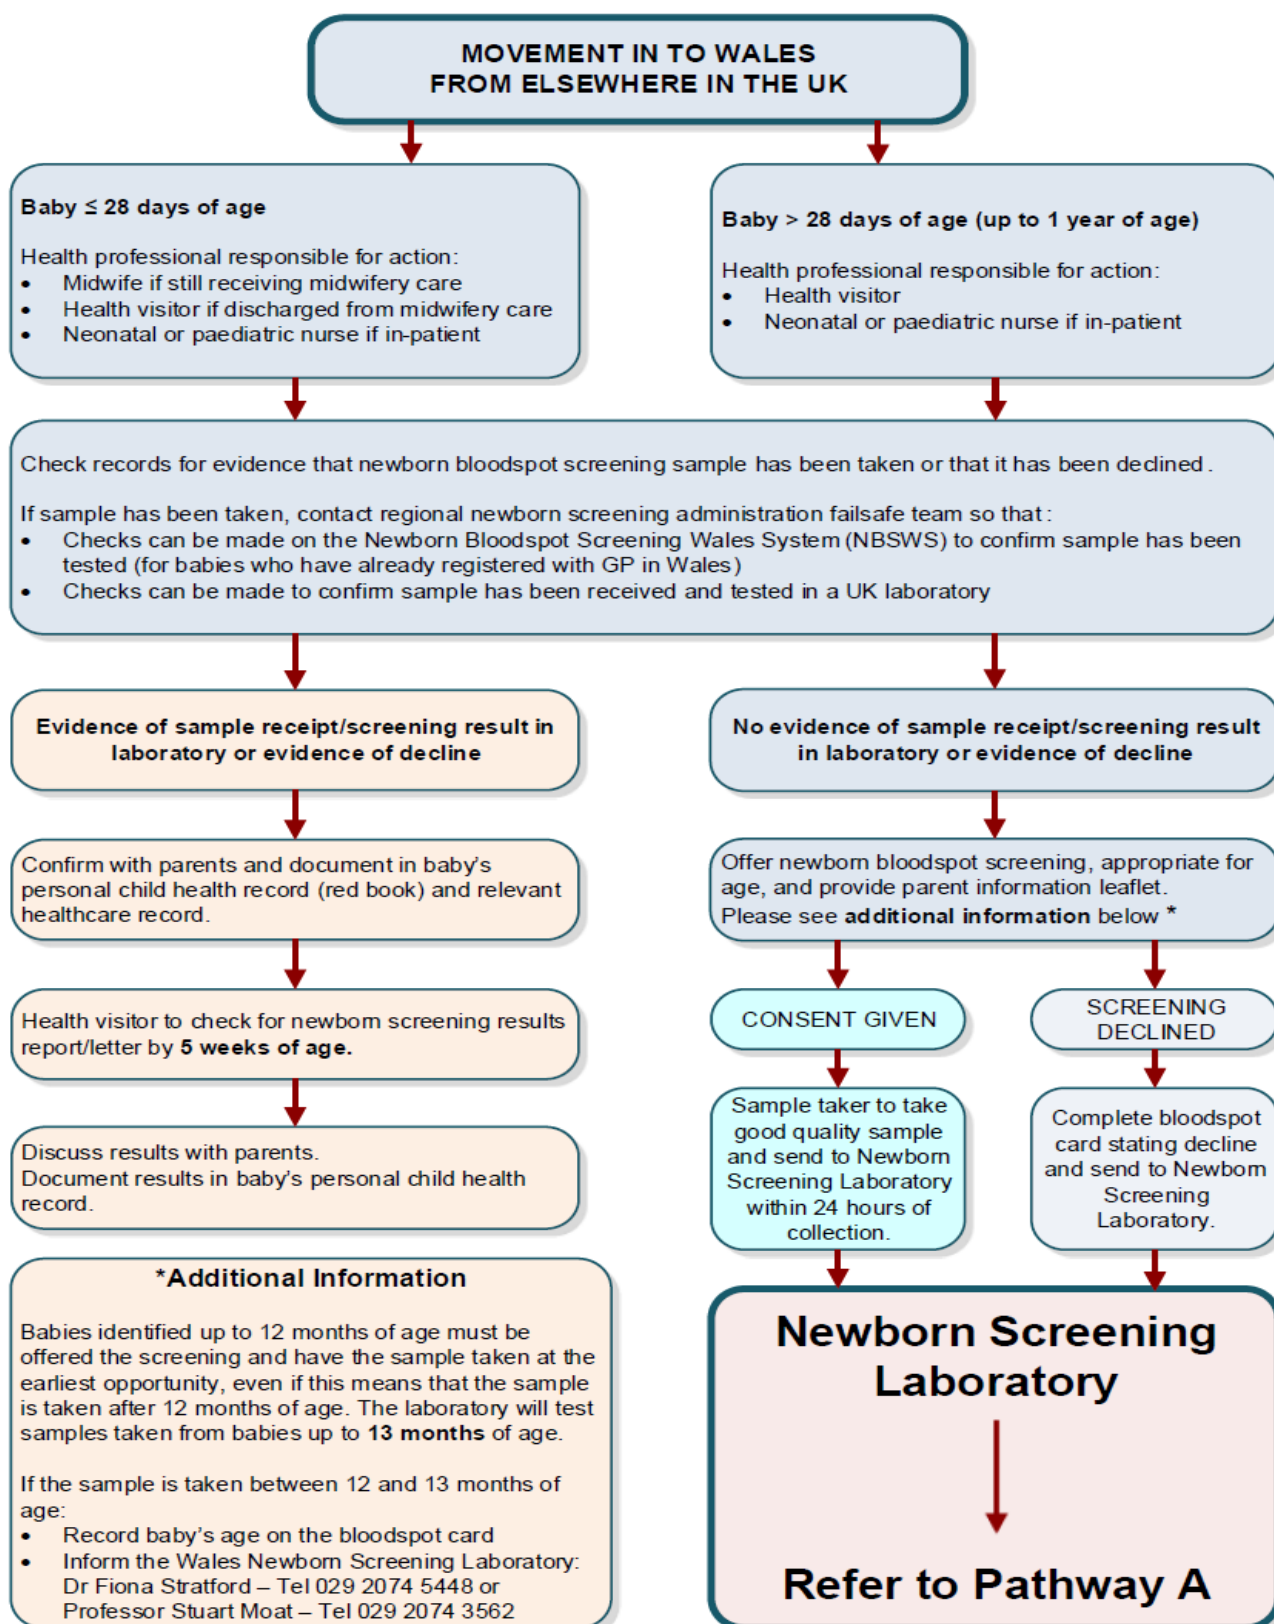 MOVEMENT IN TO WALES
FROM ELSEWHERE IN THE UK
Baby ≤ 28 days of age
Health professional responsible for action:
• Midwife if still receiving midwifery care
• Health visitor if discharged from midwifery care
• Neonatal or paediatric nurse if in-patient
Baby > 28 days of age (up to 1 year of age)
Health professional responsible for action:
• Health visitor
• Neonatal or paediatric nurse if in-patient
Check records for evidence that newborn bloodspot screening sample has been taken or that it has been declined.
If sample has been taken, contact regional newborn screening administration failsafe team so that:
• Checks can be made on the Newborn Bloodspot Screening Wales System (NBSWS) to confirm sample has been
tested (for babies who have already registered with GP in Wales)
• Checks can be made to confirm sample has been received and tested in a UK laboratory
Evidence of sample receipt/screening result in
laboratory or evidence of decline
No evidence of sample receipt/screening result
in laboratory or evidence of decline
Confirm with parents and document in baby's
personal child health record (red book) and relevant
healthcare record.
Offer newborn bloodspot screening, appropriate for
age, and provide parent information leaflet.
Please see additional information below *
Health visitor to check for newborn screening results
report/letter by 5 weeks of age.
CONSENT GIVEN
SCREENING
DECLINED
Discuss results with parents.
Document results in baby's personal child health
record.
Sample taker to take
good quality sample
and send to Newborn
Screening Laboratory
within 24 hours of
collection.
Complete bloodspot
card stating decline
and send to Newborn
Screening
Laboratory.
*Additional Information
Babies identified up to 12 months of age must be
offered the screening and have the sample taken at the
earliest opportunity, even if this means that the sample
is taken after 12 months of age. The laboratory will test
samples taken from babies up to 13 months of age.
If the sample is taken between 12 and 13 months of
age:
• Record baby's age on the bloodspot card
• Inform the Wales Newborn Screening Laboratory:
Dr Fiona Stratford – Tel 029 2074 5448 or
Professor Stuart Moat – Tel 029 2074 3562
Newborn Screening
Laboratory
Refer to Pathway A